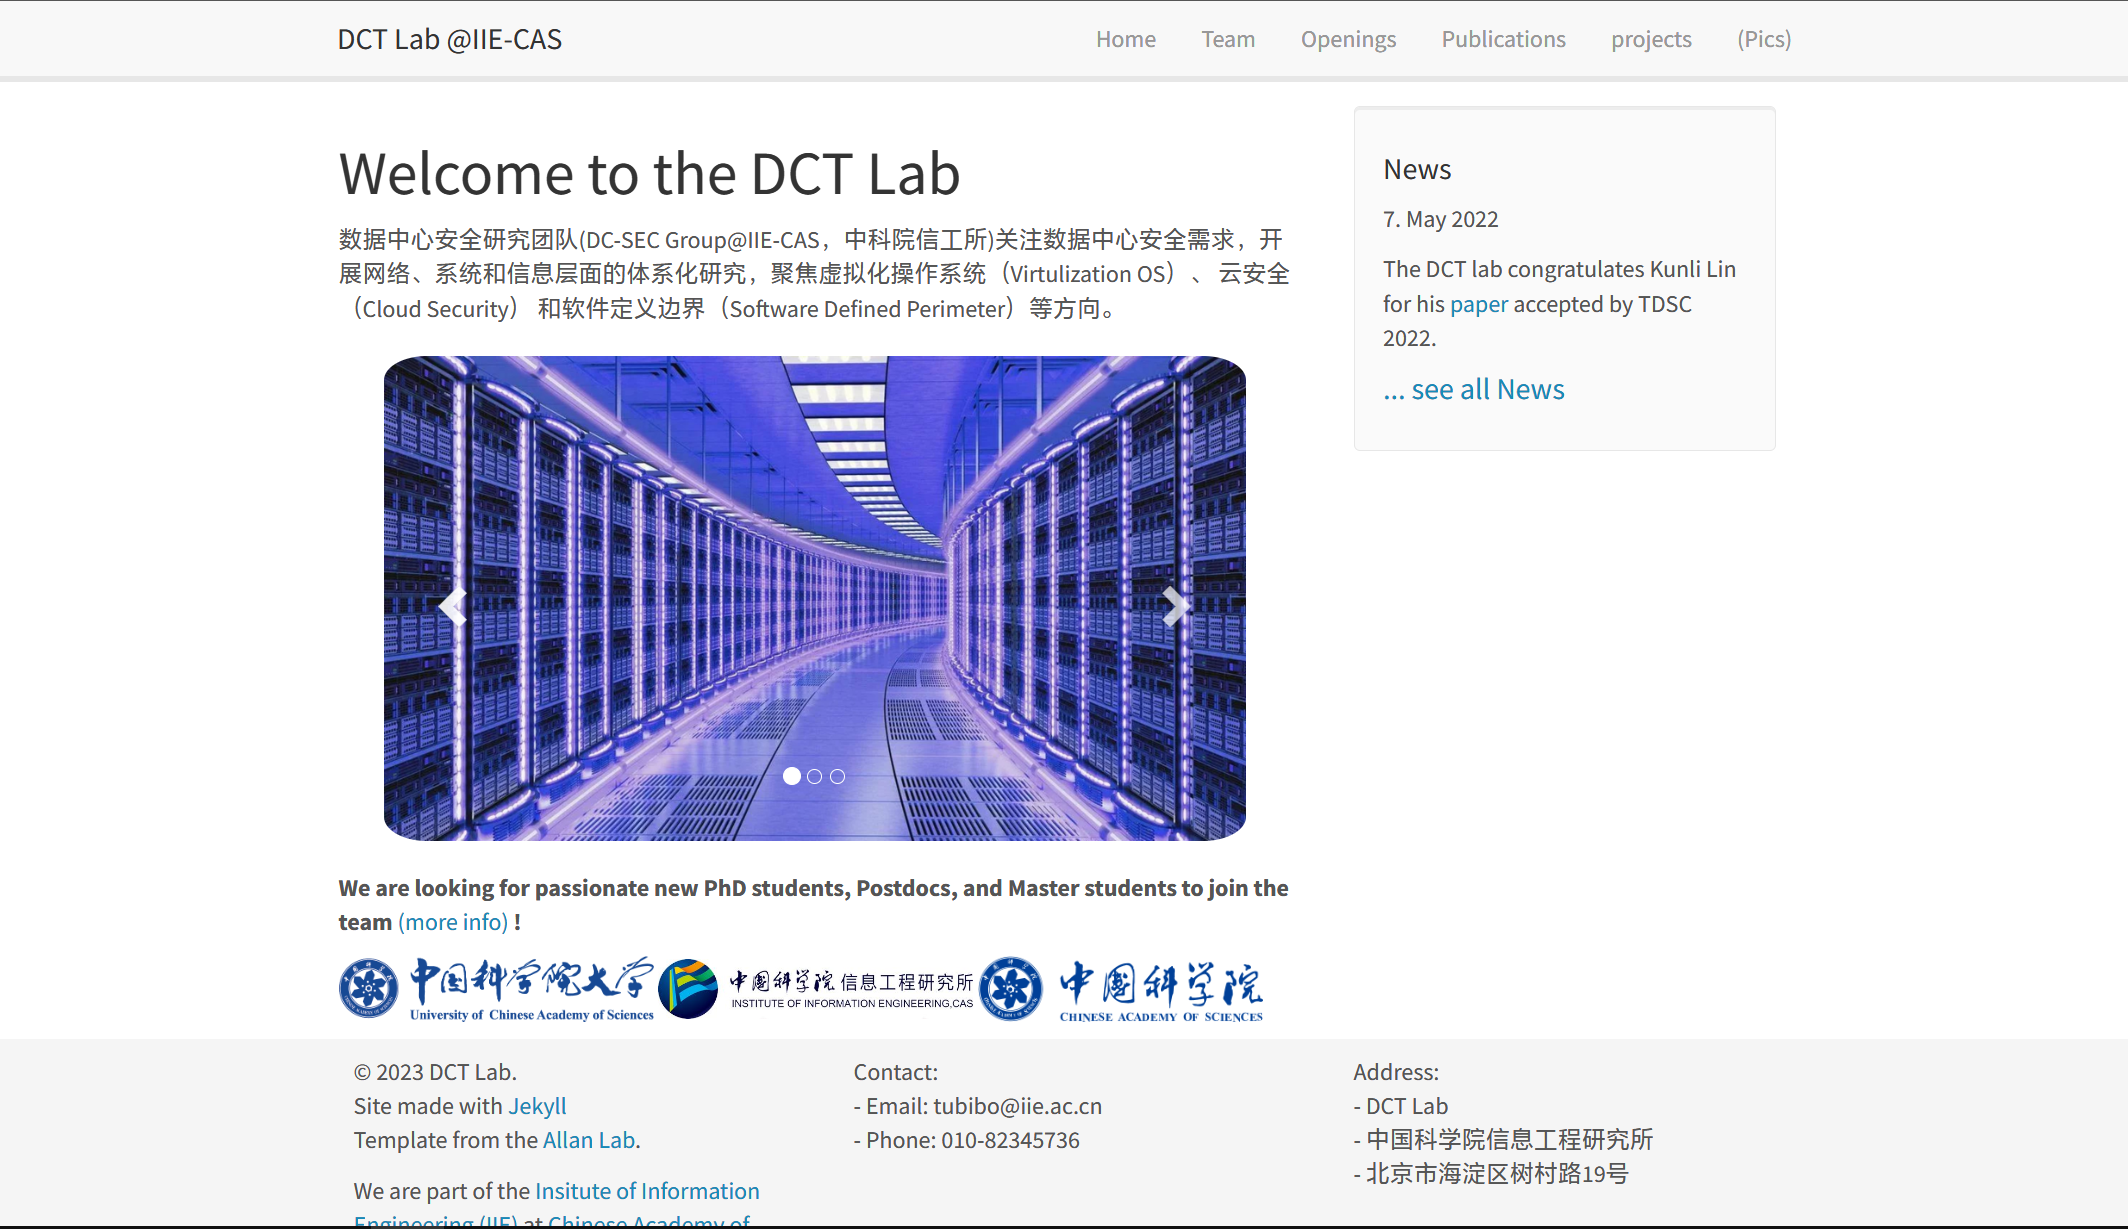 DCT Lab @IIE-CAS
Home
Team
Openings
Publications
projects
(Pics)
Welcome to the DCT Lab
数据中心安全研究团队(DC-SEC Group@IIE-CAS，中科院信工所)关注数据中心安全需求，开
展网络、系统和信息层面的体系化研究，聚焦虚拟化操作系统（Virtulization OS）、 云安全
（Cloud Security） 和软件定义边界（Software Defined Perimeter）等方向。
News
7. May 2022
The DCT lab congratulates Kunli Lin
for his paper accepted by TDSC
2022.
... see all News
We are looking for passionate new PhD students, Postdocs, and Master students to join the
team (more info) !
中国科学院大学
University of Chinese Academy of Sciences
中国科学院 信息工程研究所
INSTITUTE OF INFORMATION ENGINEERING,CAS
中国科学院
CHINESE ACADEMY OF SCIENCES
© 2023 DCT Lab.
Site made with Jekyll
Template from the Allan Lab.
We are part of the Insitute of Information
Engineering (IIE) at Chinese Academy of
Contact:
- Email: tubibo@iie.ac.cn
- Phone: 010-82345736
Address:
- DCT Lab
- 中国科学院信息工程研究所
- 北京市海淀区树村路19号